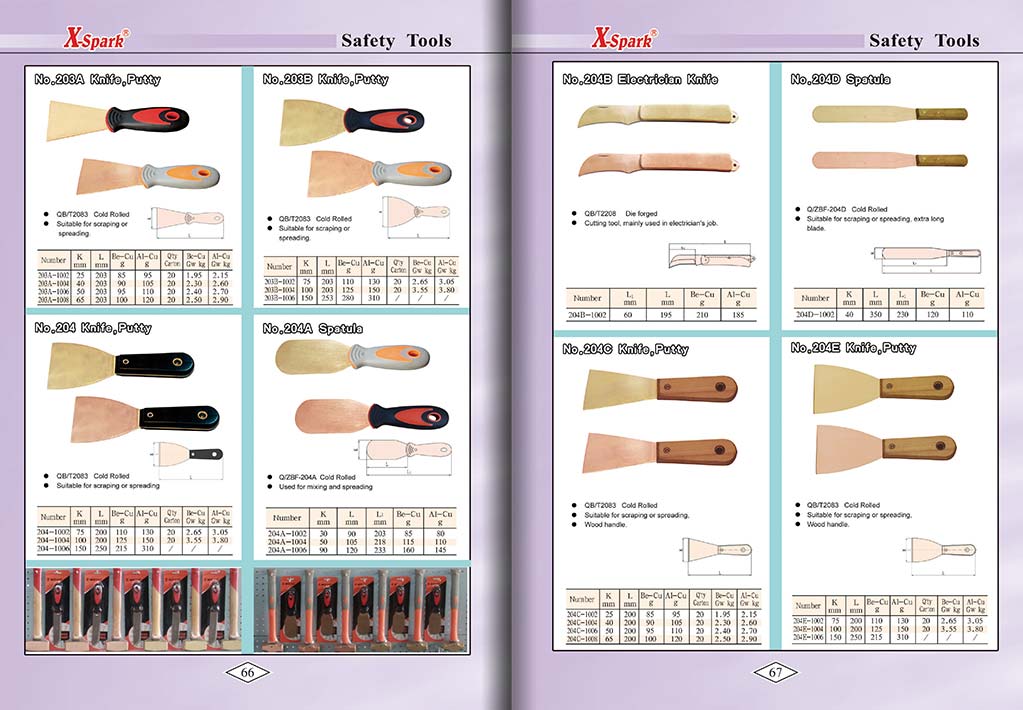 X-Spark®
Safety Tools
No.203A Knife,Putty
QB/T2083 Cold Rolled
Suitable for scraping or
spreading.
Number K mm L mm Be-Cu g Al-Cu g Qty Carton Be-Cu Gw kg Al-Cu Gw kg
203A-1002 25 203 85 95 20 1.95 2.15
203A-1004 40 203 90 105 20 2.30 2.60
203A-1006 50 203 95 110 20 2.40 2.70
203A-1008 65 203 100 120 20 2.50 2.90
No.203B Knife,Putty
QB/T2083 Cold Rolled
Suitable for scraping or
spreading.
Number K mm L mm Be-Cu g Al-Cu g Qty Carton Be-Cu Gw kg Al-Cu Gw kg
203B-1002 75 203 110 130 20 2.65 3.05
203B-1004 100 203 125 150 20 3.55 3.80
203B-1006 150 253 280 310 / / /
No.204 Knife,Putty
QB/T2083 Cold Rolled
Suitable for scraping or spreading
Number K mm L mm Be-Cu g Al-Cu g Qty Carton Be-Cu Gw kg Al-Cu Gw kg
204-1002 75 200 110 130 20 2.65 3.05
204-1004 100 200 125 150 20 3.55 3.80
204-1006 150 250 215 310 / / /
No.204A Spatula
Q/ZBF-204A Cold Rolled
Used for mixing and spreading
Number K mm L mm L1 mm Be-Cu g Al-Cu g
204A-1002 30 90 203 85 80
204A-1004 50 105 218 115 110
204A-1006 90 120 233 160 145
66
X-Spark®
Safety Tools
No.204B Electrician Knife
QB/T2208 Die forged
Cutting tool, mainly used in electrician's job.
Number L1 mm L mm Be-Cu g Al-Cu g
204B-1002 60 195 210 185
No.204D Spatula
Q/ZBF-204D Cold Rolled
Suitable for scraping or spreading, extra long
blade.
Number K mm L mm L1 mm Be-Cu g Al-Cu g
204D-1002 40 350 230 120 110
No.204C Knife,Putty
QB/T2083 Cold Rolled
Suitable for scraping or spreading,
Wood handle.
Number K mm L mm Be-Cu g Al-Cu g Qty Carton Be-Cu Gw kg Al-Cu Gw kg
204C-1002 25 200 85 95 20 1.95 2.15
204C-1004 40 200 90 105 20 2.30 2.60
204C-1006 50 200 95 110 20 2.40 2.70
204C-1008 65 200 100 120 20 2.50 2.90
No.204E Knife,Putty
QB/T2083 Cold Rolled
Suitable for scraping or spreading,
Wood handle.
Number K mm L mm Be-Cu g Al-Cu g Qty Carton Be-Cu Gw kg Al-Cu Gw kg
204E-1002 75 200 110 130 20 2.65 3.05
204E-1004 100 200 125 150 20 3.55 3.80
204E-1006 150 250 215 310 / / /
67